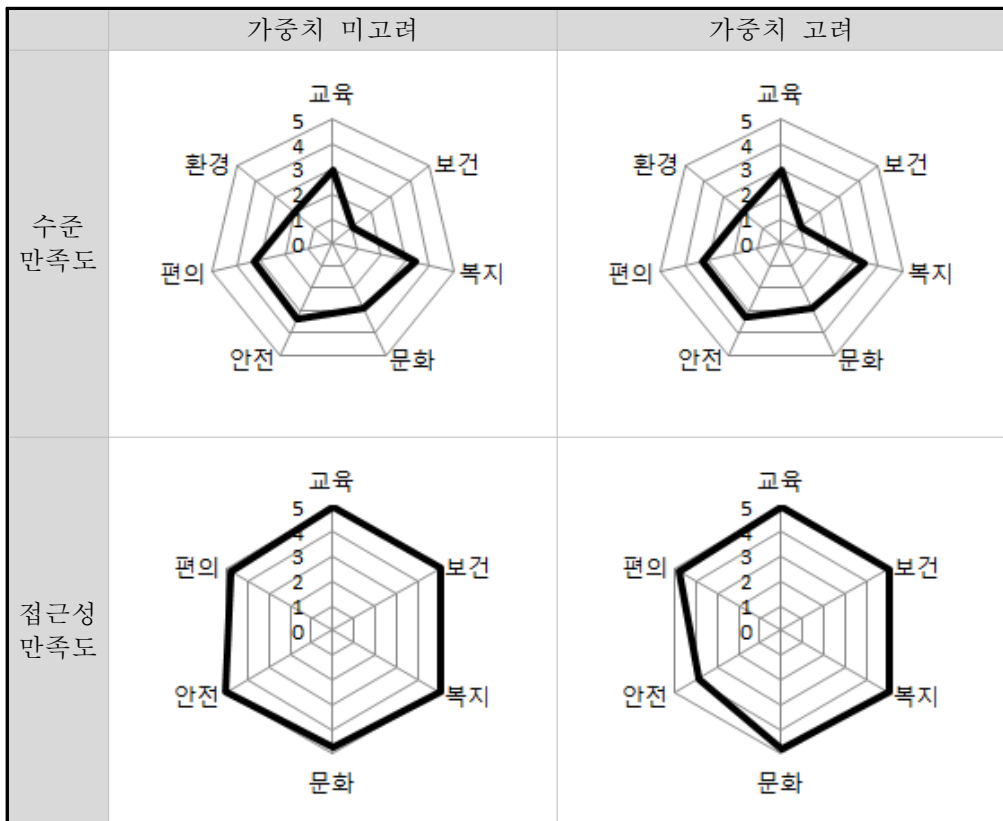 가중치 미고려
가중치 고려
수준
만족도
교육
보건
복지
문화
안전
편의
환경
5
4
3
2
1
0
교육
보건
복지
문화
안전
편의
환경
5
4
3
2
1
0
접근성
만족도
교육
보건
복지
문화
안전
편의
5
4
3
2
1
0
교육
보건
복지
문화
안전
편의
5
4
3
2
1
0